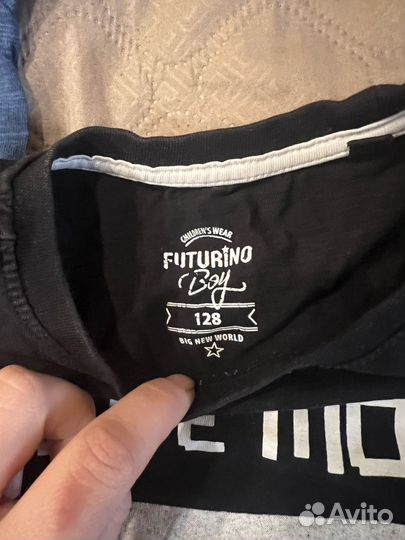 CHILDREN'S WEAR
FUTURINO
Boy
128
BIG NEW WORLD
Avito